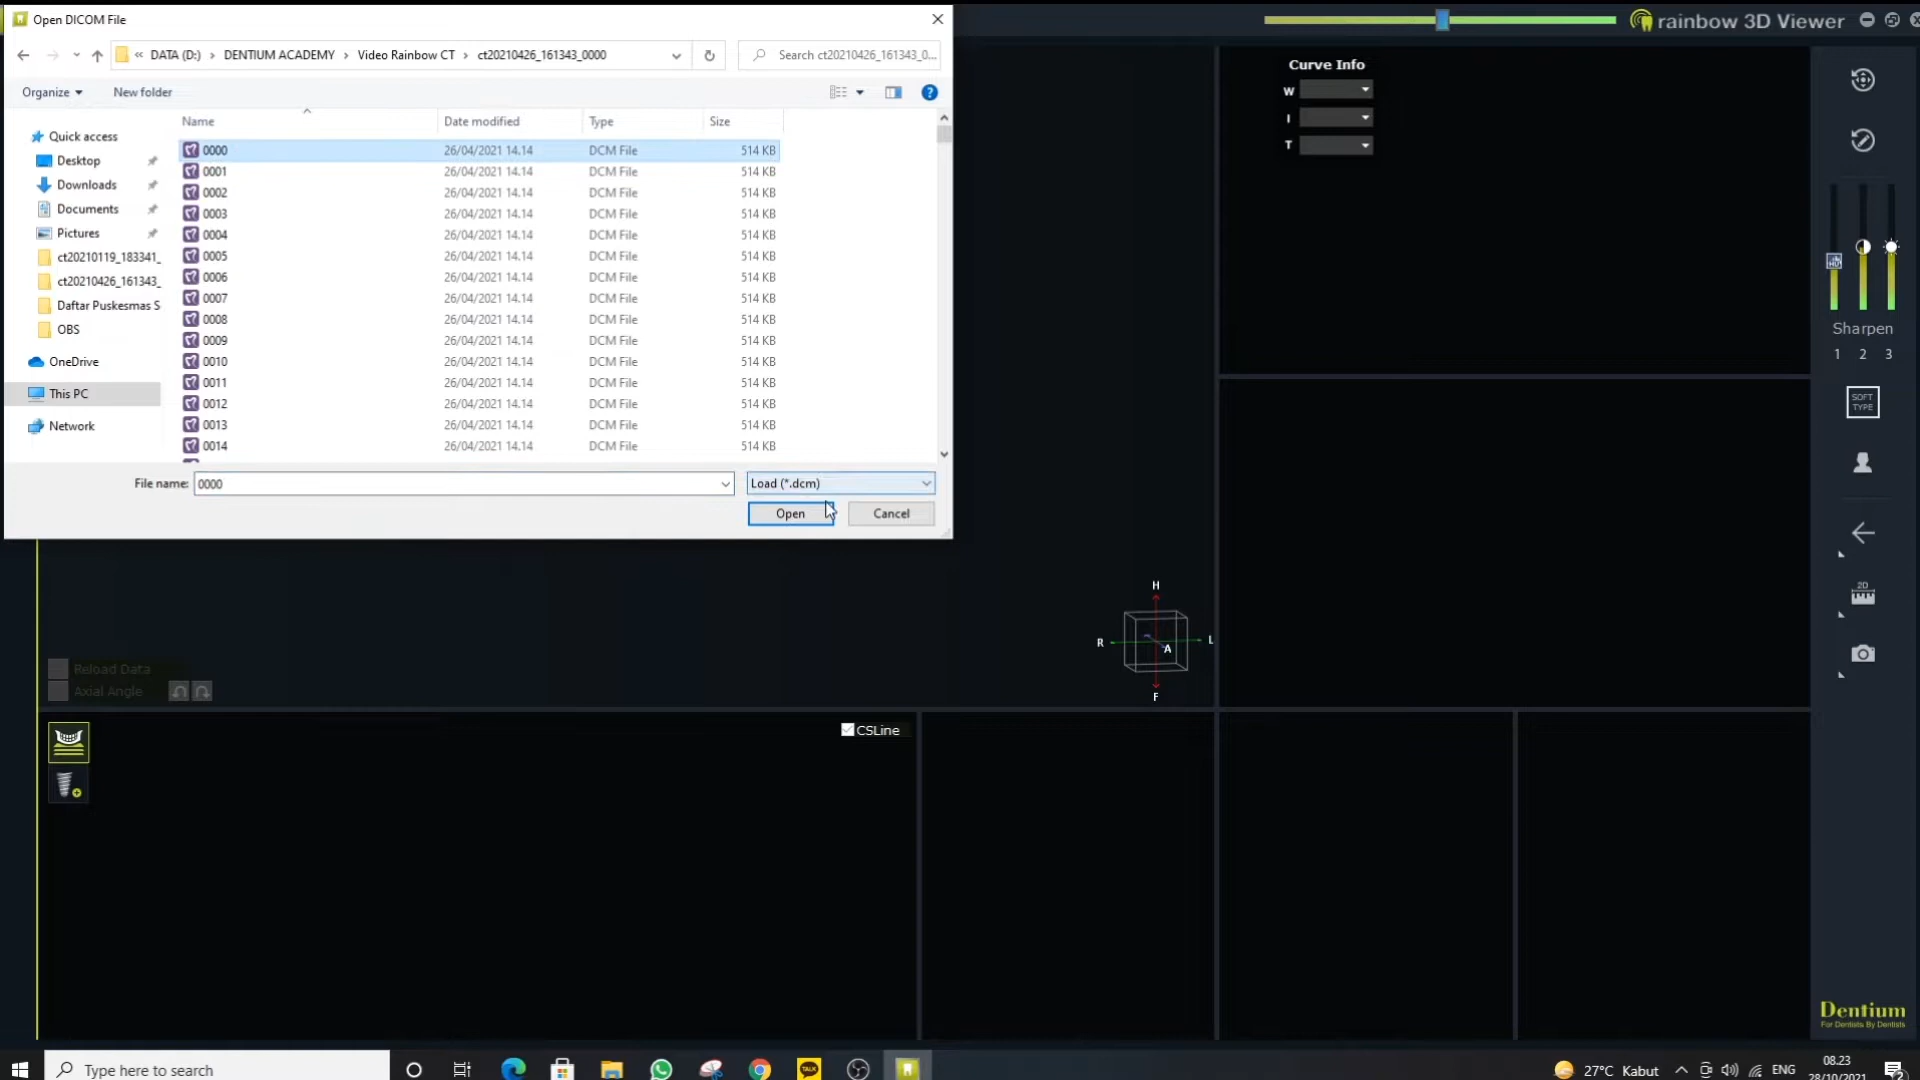 Open DICOM File
rainbow 3D Viewer
« DATA (D:) › DENTIUM ACADEMY › Video Rainbow CT › ct20210426_161343_0000
Search ct20210426_161343_0...
Organize
New folder
Curve Info
W
I
T
Name Date modified Type Size
Quick access
Desktop
Downloads
Documents
Pictures
ct20210119_183341_
ct20210426_161343_
Daftar Puskesmas S
OBS
OneDrive
This PC
Network
0000 26/04/2021 14.14 DCM File 514 KB
0001 26/04/2021 14.14 DCM File 514 KB
0002 26/04/2021 14.14 DCM File 514 KB
0003 26/04/2021 14.14 DCM File 514 KB
0004 26/04/2021 14.14 DCM File 514 KB
0005 26/04/2021 14.14 DCM File 514 KB
0006 26/04/2021 14.14 DCM File 514 KB
0007 26/04/2021 14.14 DCM File 514 KB
0008 26/04/2021 14.14 DCM File 514 KB
0009 26/04/2021 14.14 DCM File 514 KB
0010 26/04/2021 14.14 DCM File 514 KB
0011 26/04/2021 14.14 DCM File 514 KB
0012 26/04/2021 14.14 DCM File 514 KB
0013 26/04/2021 14.14 DCM File 514 KB
0014 26/04/2021 14.14 DCM File 514 KB
File name: 0000
Load (*.dcm)
Open
Cancel
Sharpen
1 2 3
SOFT
TYPE
2D
H
R
L
A
F
Reload Data
Axial Angle
CSLine
Dentium
For Dentists By Dentists
Type here to search
TALK
27°C Kabut
ENG
08.23
28/10/2021
2